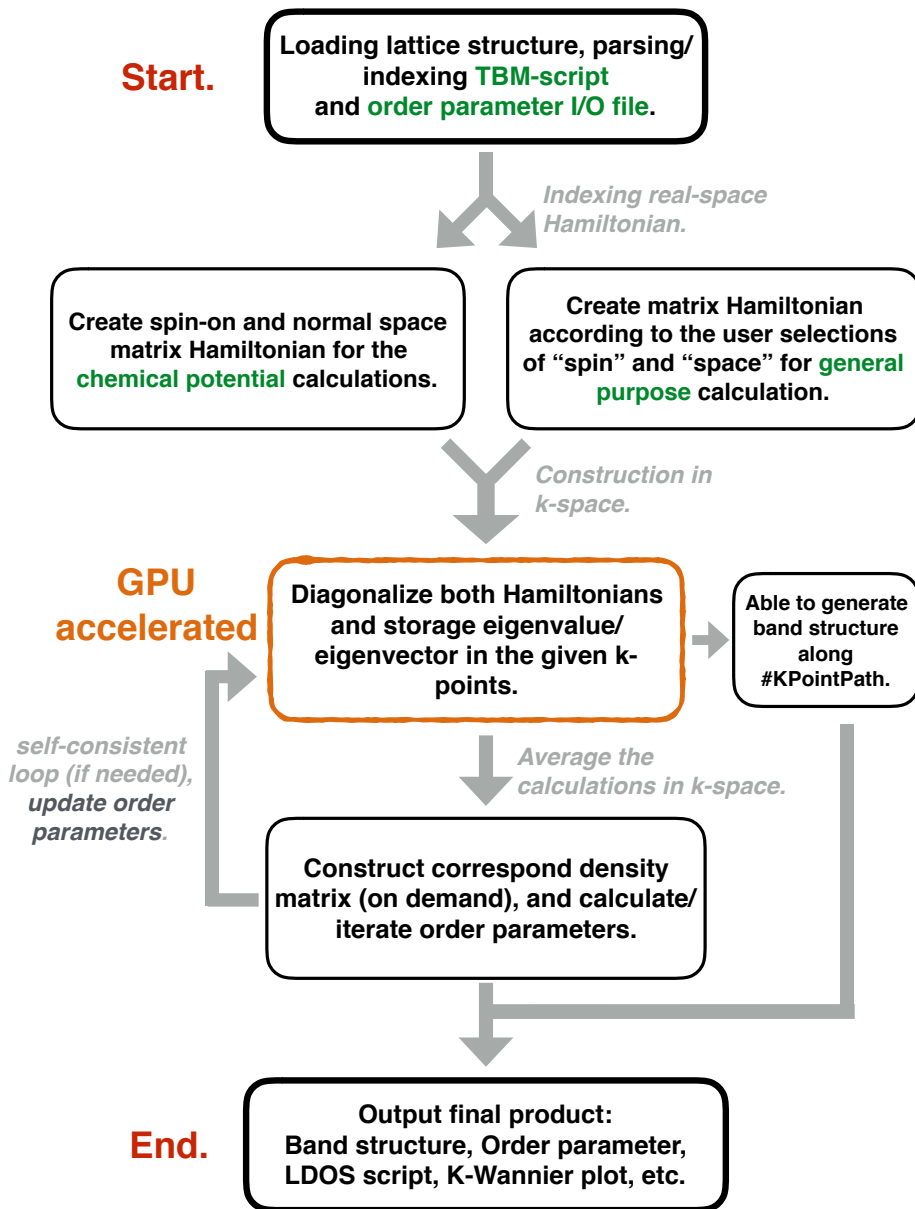 Start.
Loading lattice structure, parsing/
indexing TBM-script
and order parameter I/O file.
Indexing real-space
Hamiltonian.
Create spin-on and normal space
matrix Hamiltonian for the
chemical potential calculations.
Create matrix Hamiltonian
according to the user selections
of “spin” and “space” for general
purpose calculation.
Construction in
k-space.
GPU
accelerated
Diagonalize both Hamiltonians
and storage eigenvalue/
eigenvector in the given k-
points.
Able to generate
band structure
along
#KPointPath.
self-consistent
loop (if needed),
update order
parameters.
Average the
calculations in k-space.
Construct correspond density
matrix (on demand), and calculate/
iterate order parameters.
End.
Output final product:
Band structure, Order parameter,
LDOS script, K-Wannier plot, etc.